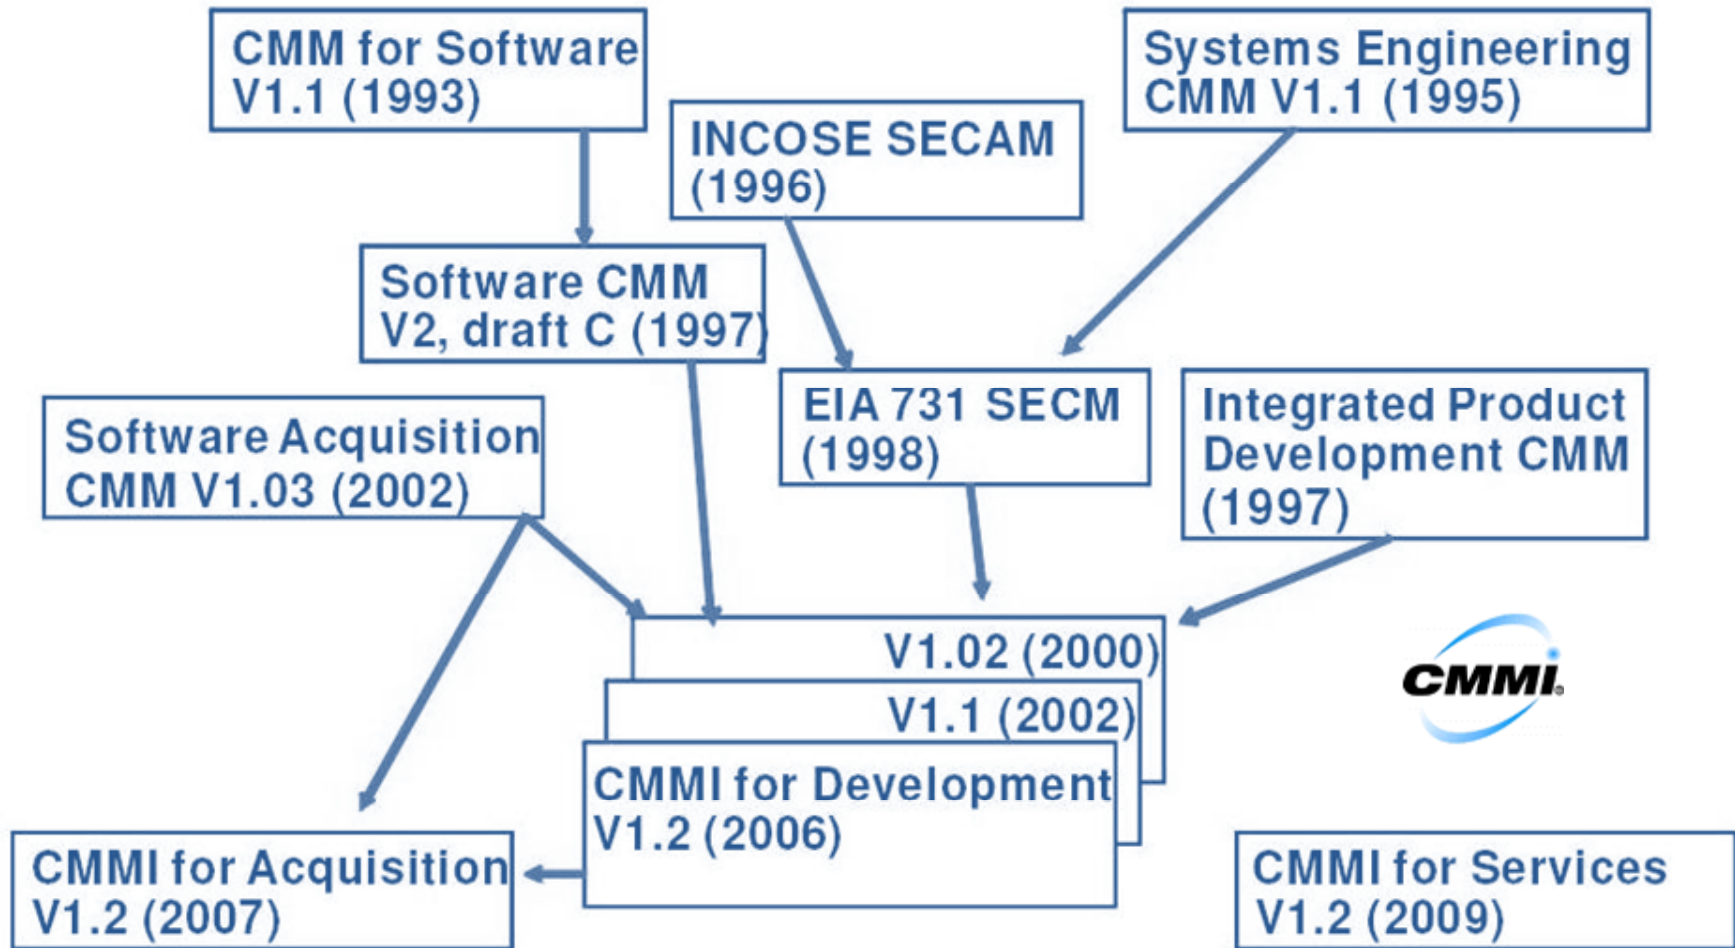 CMM for Software
V1.1 (1993)
Systems Engineering
CMM V1.1 (1995)
INCOSE SECAM
(1996)
Software CMM
V2, draft C (1997)
EIA 731 SECM
(1998)
Integrated Product
Development CMM
(1997)
Software Acquisition
CMM V1.03 (2002)
V1.02 (2000)
V1.1 (2002)
CMMI
CMMI for Development
V1.2 (2006)
CMMI for Acquisition
V1.2 (2007)
CMMI for Services
V1.2 (2009)